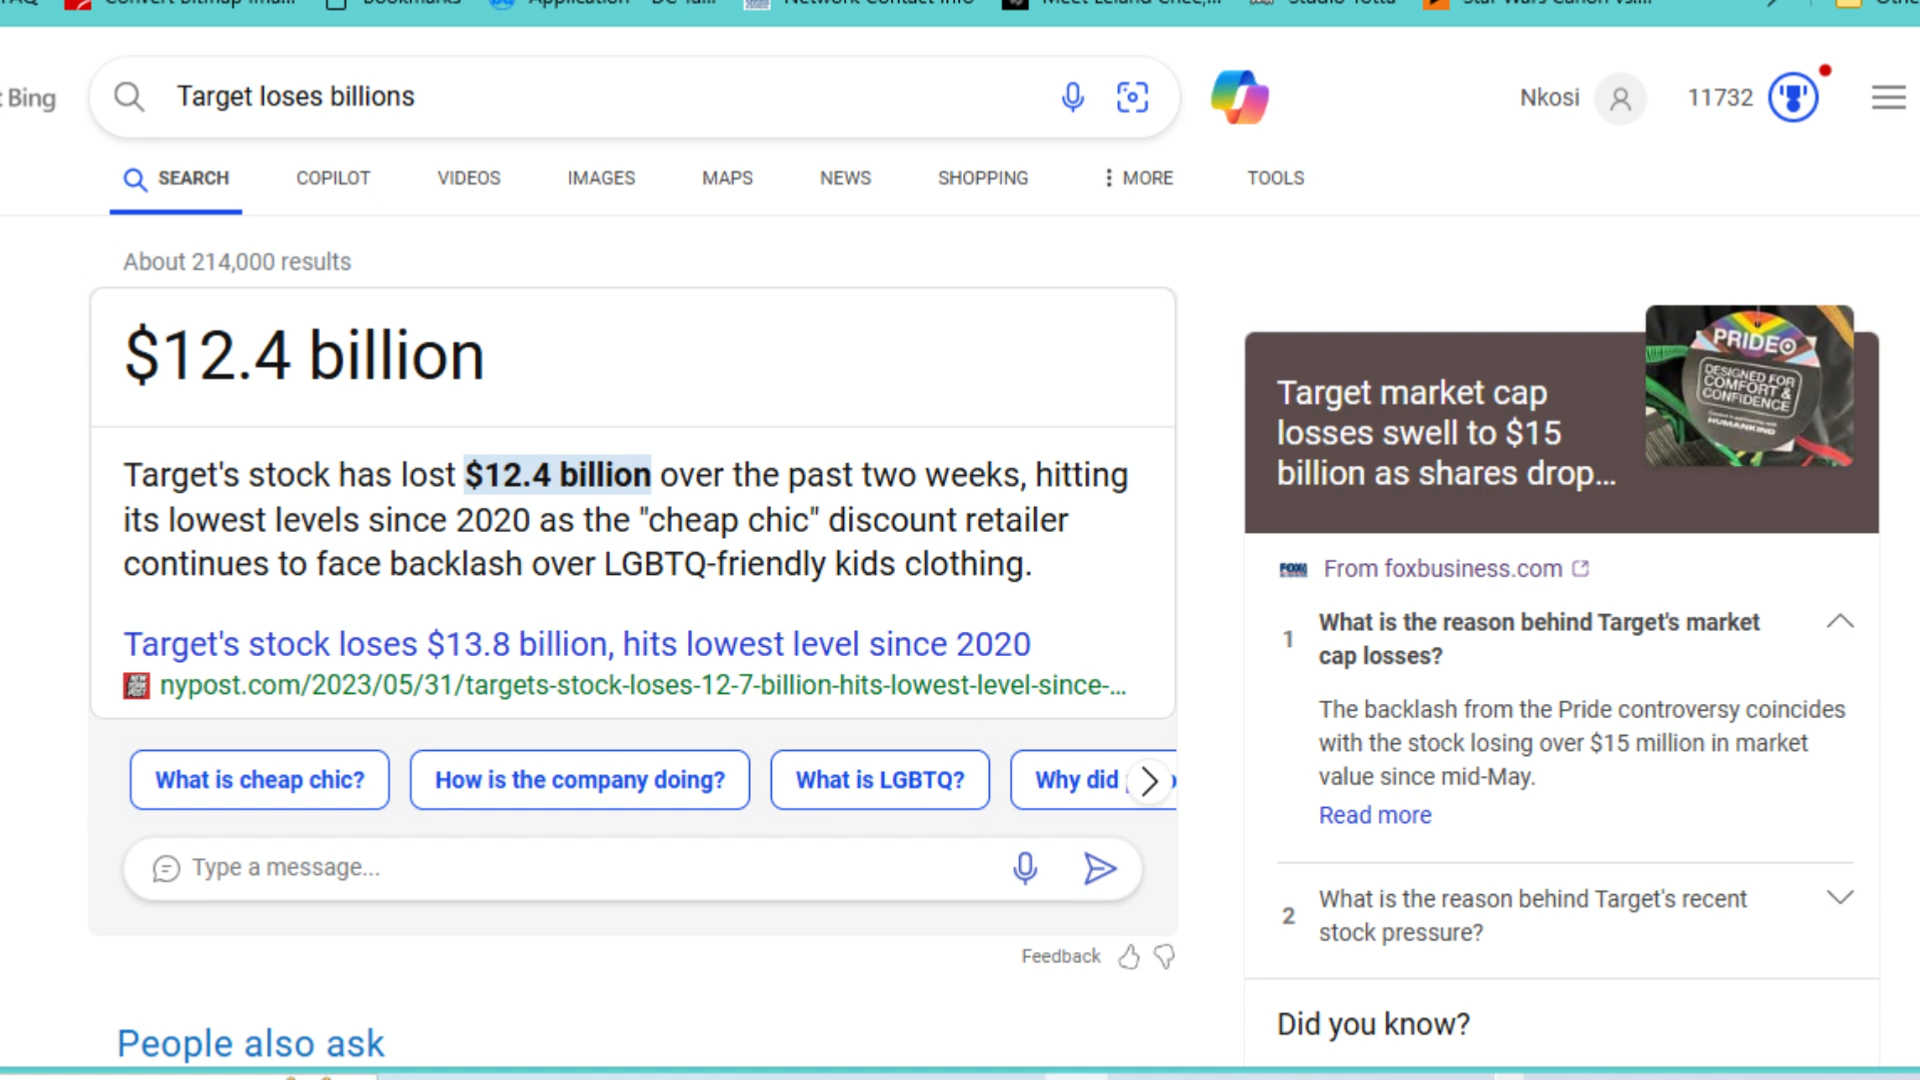 Bing
Target loses billions
Nkosi
11732
SEARCH
COPILOT
VIDEOS
IMAGES
MAPS
NEWS
SHOPPING
MORE
TOOLS
About 214,000 results
$12.4 billion
Target's stock has lost $12.4 billion over the past two weeks, hitting
its lowest levels since 2020 as the "cheap chic" discount retailer
continues to face backlash over LGBTQ-friendly kids clothing.
Target's stock loses $13.8 billion, hits lowest level since 2020
NEW YORK POST
nypost.com/2023/05/31/targets-stock-loses-12-7-billion-hits-lowest-level-since-...
What is cheap chic?
How is the company doing?
What is LGBTQ?
Why did
Type a message...
Feedback
People also ask
Target market cap
losses swell to $15
billion as shares drop...
PRIDE
DESIGNED FOR
COMFORT &
CONFIDENCE
HUMANKIND
FOX
From foxbusiness.com
1
What is the reason behind Target's market
cap losses?
The backlash from the Pride controversy coincides
with the stock losing over $15 million in market
value since mid-May.
Read more
2
What is the reason behind Target's recent
stock pressure?
Did you know?